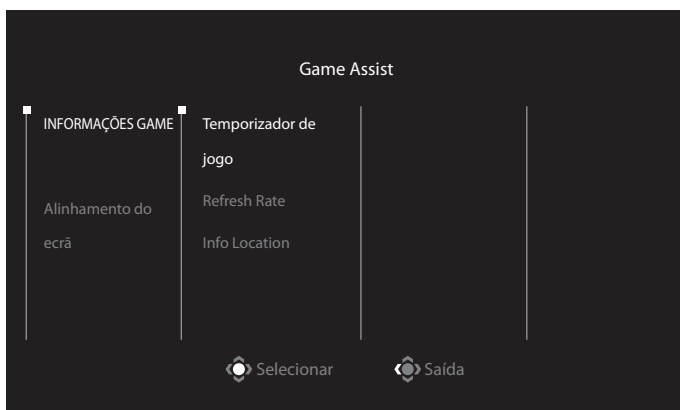 Game Assist
INFORMAÇÕES GAME
Alinhamento do
ecrã
Temporizador de
jogo
Refresh Rate
Info Location
Selecionar
Saída